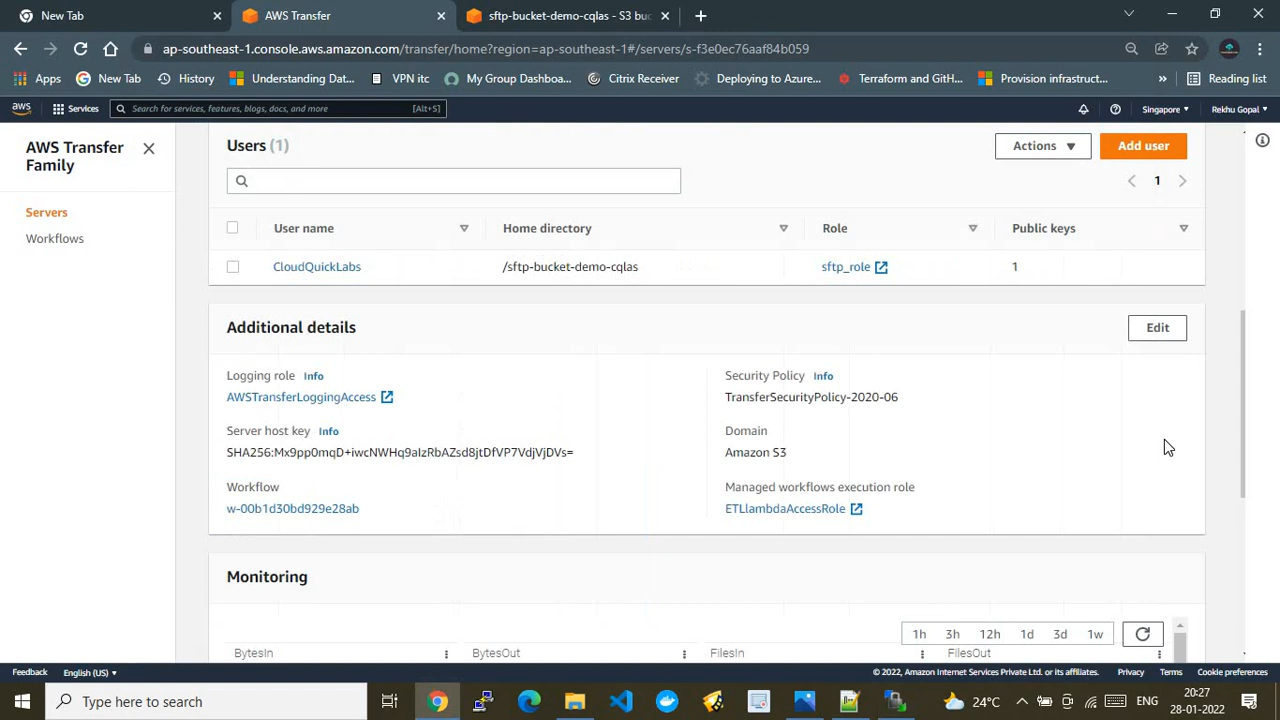 New Tab
AWS Transfer
sftp-bucket-demo-cqlas - S3 buc
ap-southeast-1.console.aws.amazon.com/transfer/home?region=ap-southeast-1#/servers/s-f3e0ec76aaf84b059
Apps
New Tab
History
Understanding Dat...
VPN itc
My Group Dashboa...
Citrix Receiver
Deploying to Azure...
Terraform and GitH...
Provision infrastruct...
»
Reading list
aws
Services
Search for services, features, blogs, docs, and more
[Alt+S]
Singapore
Rekhu Gopal
AWS Transfer
Family
Servers
Workflows
Users (1)
Actions
Add user
1
User name
Home directory
Role
Public keys
CloudQuickLabs
/sftp-bucket-demo-cqlas
sftp_role
1
Additional details
Edit
Logging role Info
AWSTransferLoggingAccess
Server host key Info
SHA256:Mx9pp0mqD+iwcNWHq9aIzRbAZsd8jtDfVP7VdjVjDVs=
Workflow
w-00b1d30bd929e28ab
Security Policy Info
TransferSecurityPolicy-2020-06
Domain
Amazon S3
Managed workflows execution role
ETLlambdaAccessRole
Monitoring
1h
3h
12h
1d
3d
1w
BytesIn
BytesOut
FilesIn
FilesOut
Feedback
English (US)
© 2022, Amazon Internet Services Private Ltd. or its affiliates.
Privacy
Terms
Cookie preferences
Type here to search
24°C
ENG
20:27
28-01-2022